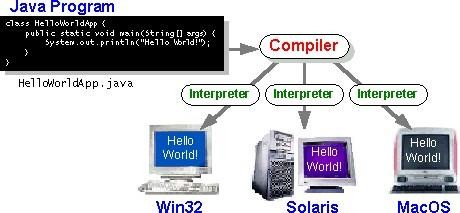 Java Program
class HelloWorldApp {
public static void main(String[] args) {
System.out.println("Hello World!");
}
}
HelloWorldApp.java
Compiler
Interpreter
Interpreter
Interpreter
Hello
World!
Hello
World!
Hello
World!
Win32
Solaris
MacOS